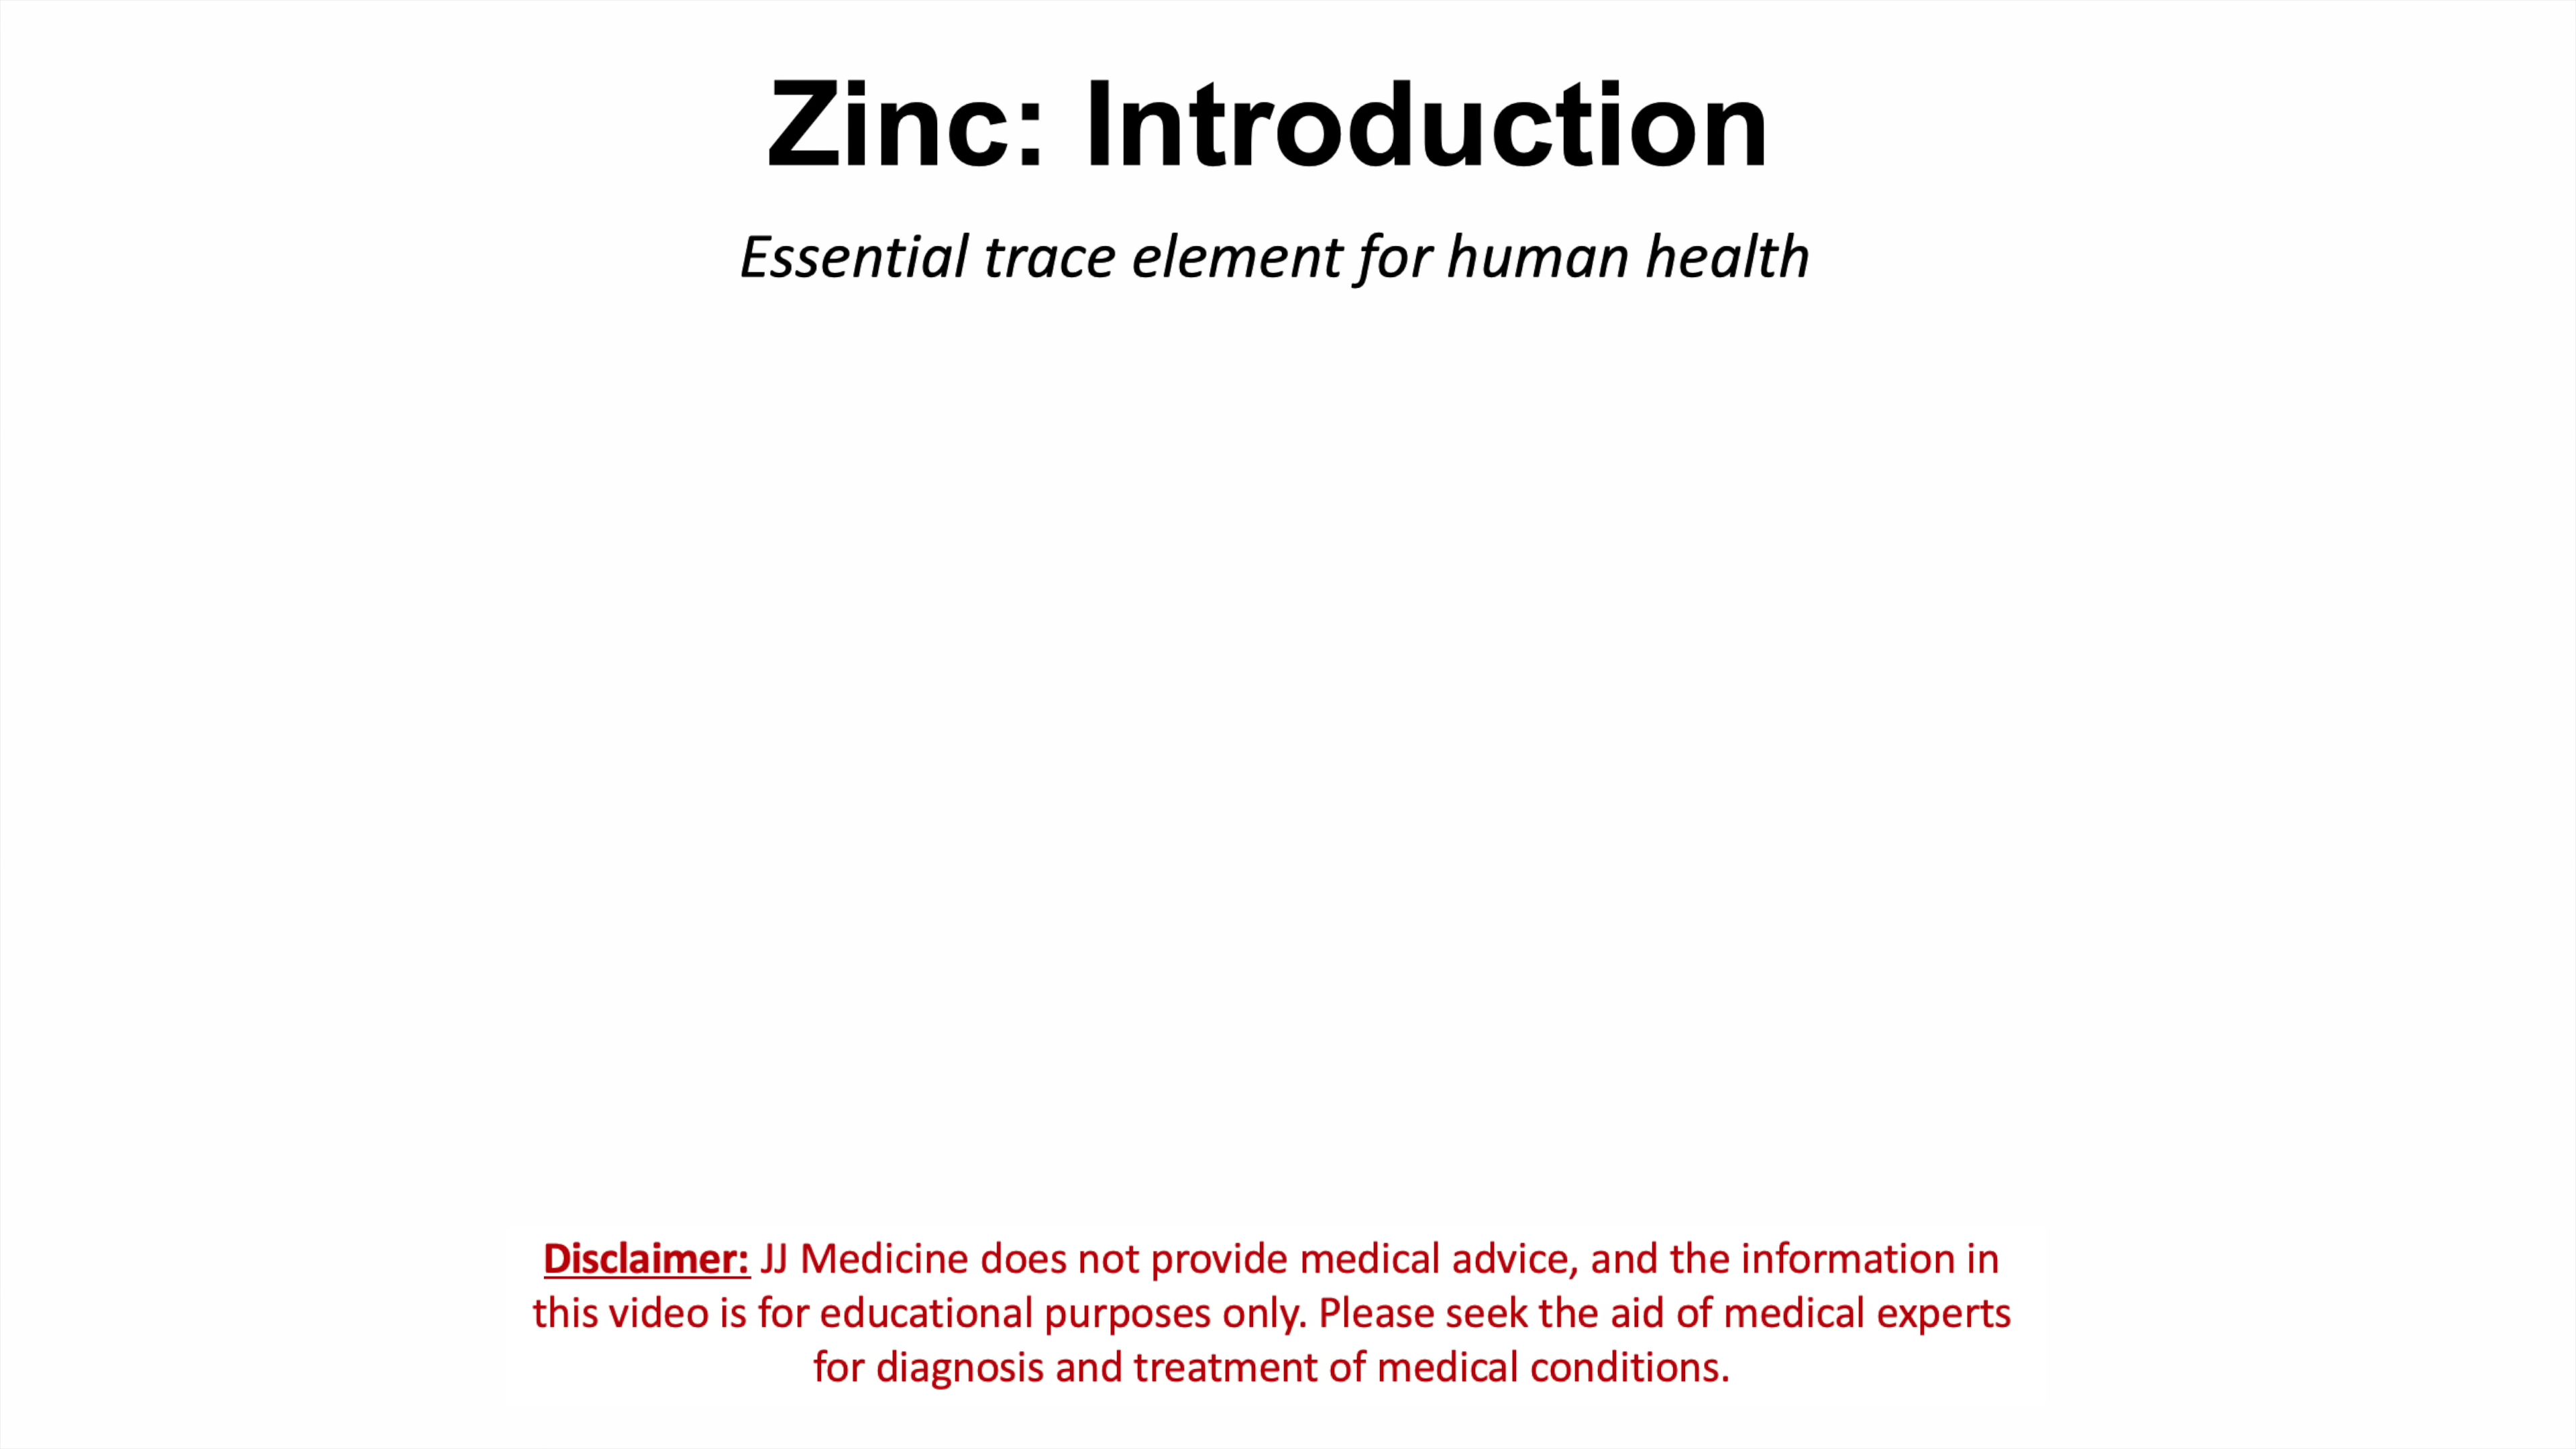 Zinc: Introduction
Essential trace element for human health
Disclaimer: JJ Medicine does not provide medical advice, and the information in
this video is for educational purposes only. Please seek the aid of medical experts
for diagnosis and treatment of medical conditions.